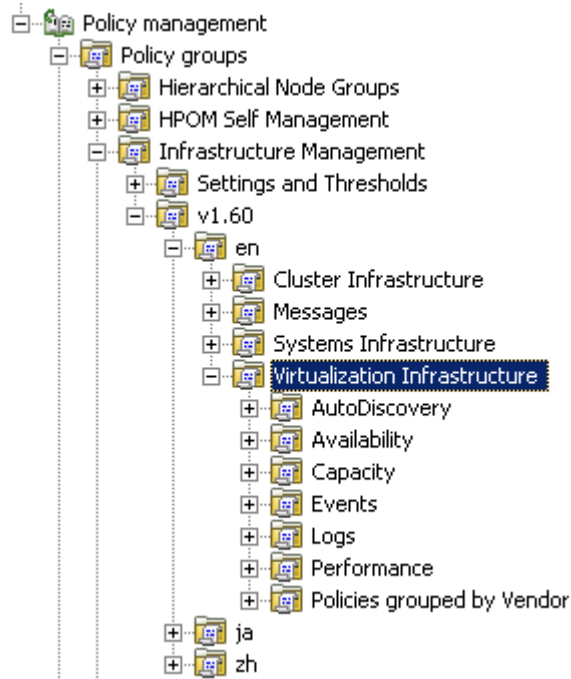 Policy management
Policy groups
Hierarchical Node Groups
HPOM Self Management
Infrastructure Management
Settings and Thresholds
v1.60
en
Cluster Infrastructure
Messages
Systems Infrastructure
Virtualization Infrastructure
AutoDiscovery
Availability
Capacity
Events
Logs
Performance
Policies grouped by Vendor
ja
zh